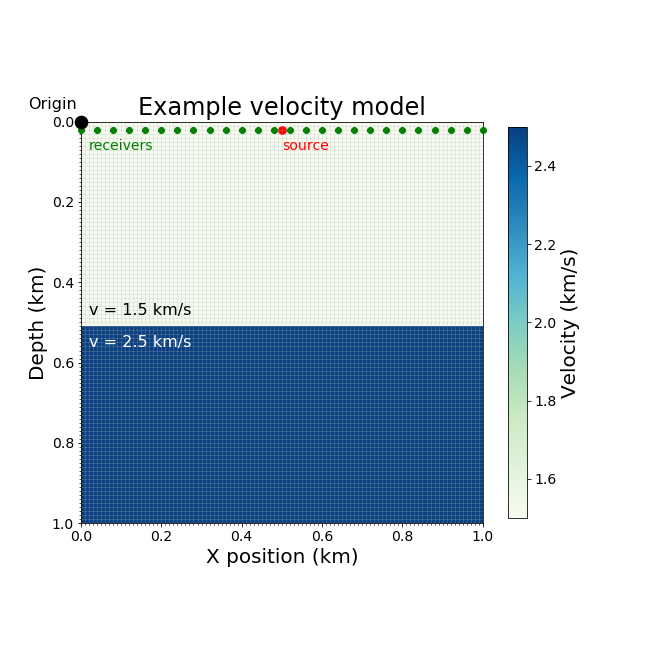 Example velocity model
Origin
receivers
source
v = 1.5 km/s
v = 2.5 km/s
0.0
0.2
0.4
0.6
0.8
1.0
Depth (km)
0.0 0.2 0.4 0.6 0.8 1.0
X position (km)
2.4
2.2
2.0
1.8
1.6
Velocity (km/s)